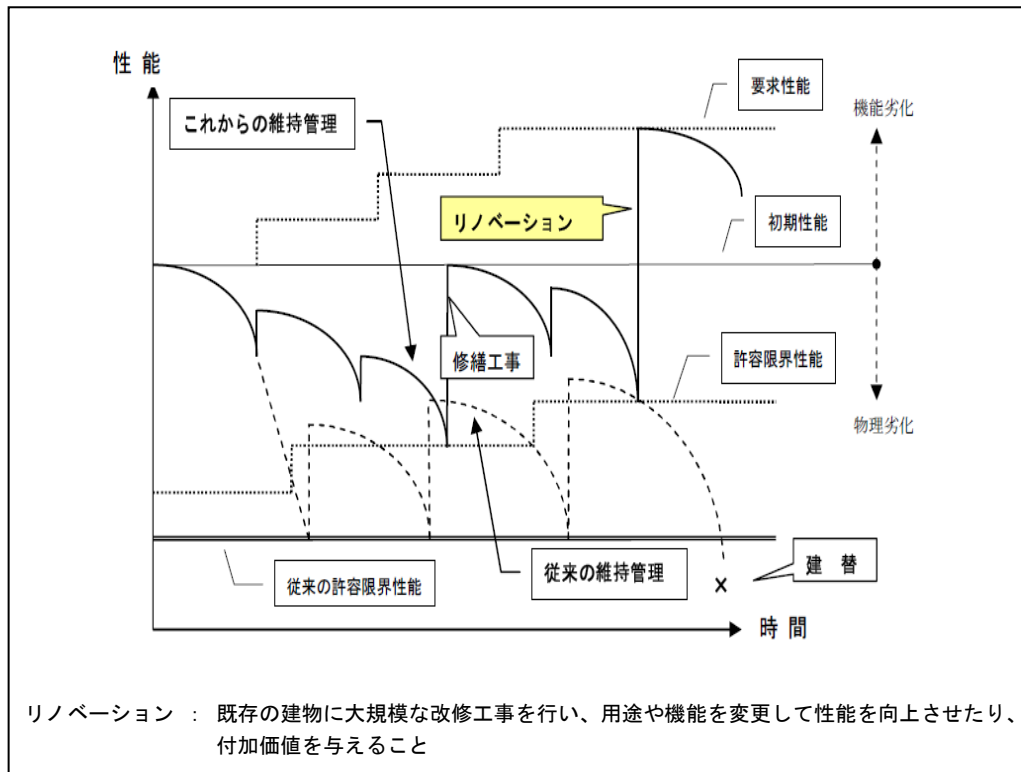 性 能
要求性能
機能劣化
これからの維持管理
リノベーション
初期性能
修繕工事
許容限界性能
物理劣化
従来の許容限界性能
従来の維持管理
建 替
×
時 間
リノベーション ： 既存の建物に大規模な改修工事を行い、用途や機能を変更して性能を向上させたり、
付加価値を与えること